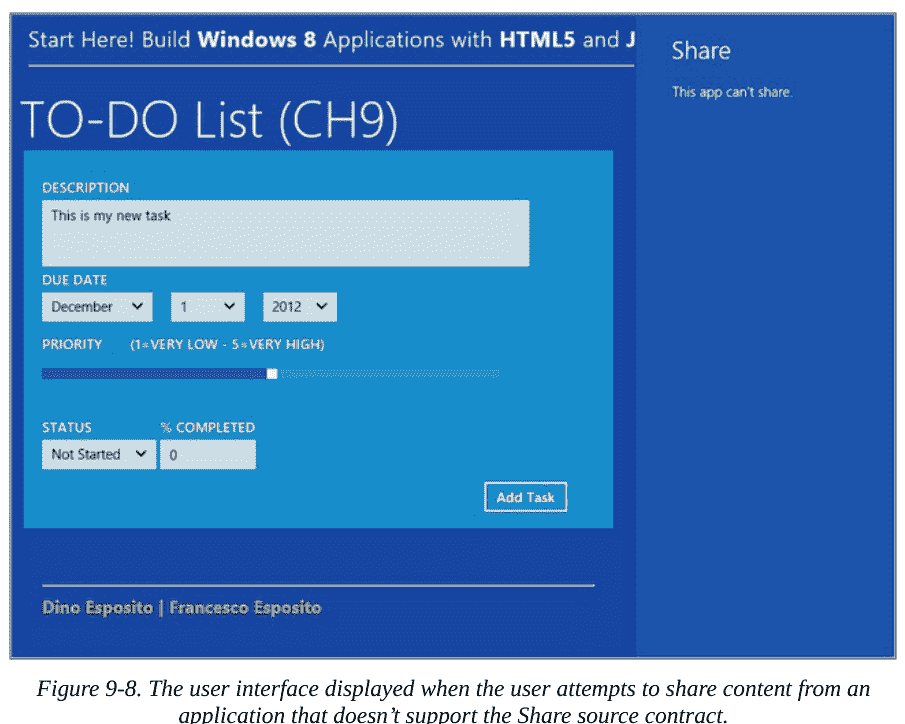 Start Here! Build Windows 8 Applications with HTML5 and J
Share
This app can't share.
TO-DO List (CH9)
DESCRIPTION
This is my new task
DUE DATE
December 1 2012
PRIORITY (1=VERY LOW - 5=VERY HIGH)
STATUS % COMPLETED
Not Started 0
Add Task
Dino Esposito | Francesco Esposito
Figure 9-8. The user interface displayed when the user attempts to share content from an
application that doesn’t support the Share source contract.